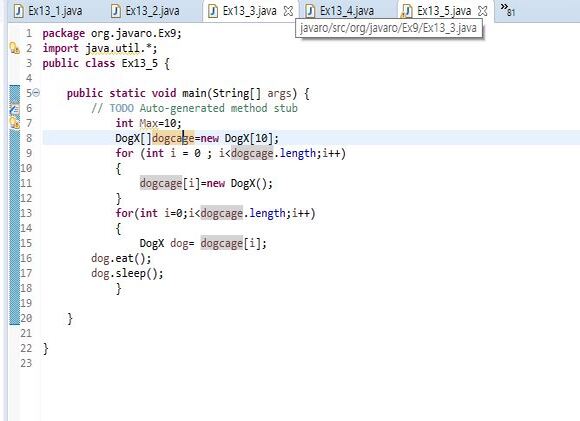 Ex13_1.java Ex13_2.java Ex13_3.java Ex13_4.java Ex13_5.java »81
javaro/src/org/javaro/Ex9/Ex13_3.java
1 package org.javaro.Ex9;
2 import java.util.*;
3 public class Ex13_5 {
4
5 public static void main(String[] args) {
6 // TODO Auto-generated method stub
7 int Max=10;
8 DogX[]dogcage=new DogX[10];
9 for (int i = 0 ; i<dogcage.length;i++)
10 {
11 dogcage[i]=new DogX();
12 }
13 for(int i=0;i<dogcage.length;i++)
14 {
15 DogX dog= dogcage[i];
16 dog.eat();
17 dog.sleep();
18 }
19
20 }
21
22 }
23